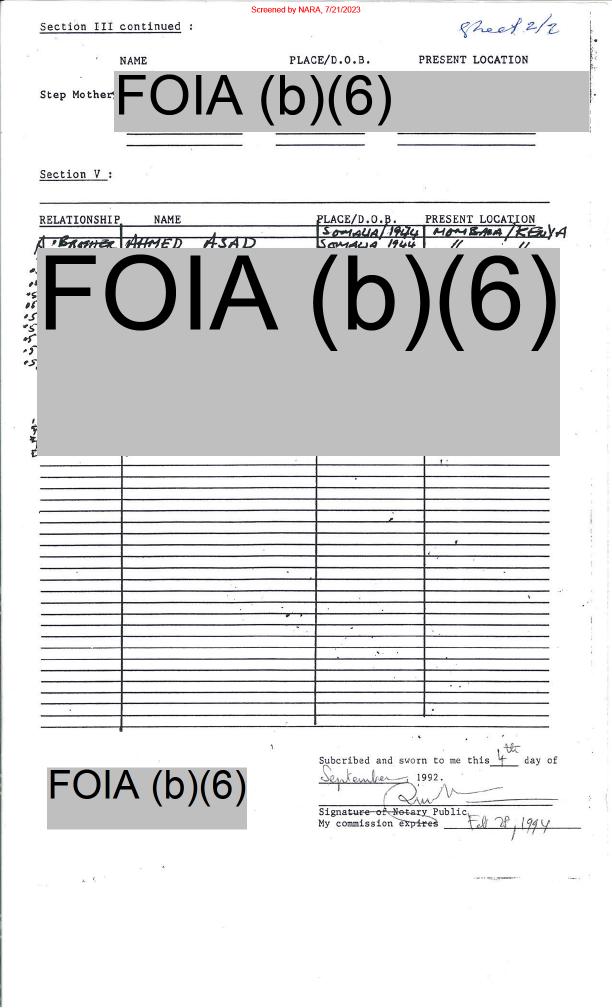 Screened by NARA, 7/21/2023
Section III continued : Sheet 2/2
NAME PLACE/D.O.B. PRESENT LOCATION
Step Mother FOIA (b)(6)
Section V :
RELATIONSHIP NAME PLACE/D.O.B. PRESENT LOCATION
SOMALIA/1944 MOMBASA/KENYA
BROTHER AHMED ASAD SOMALIA 1944 " "
FOIA (b)(6)
Subcribed and sworn to me this 4th day of
FOIA (b)(6) September, 1992.
Signature of Notary Public
My commission expires Feb 28, 1994